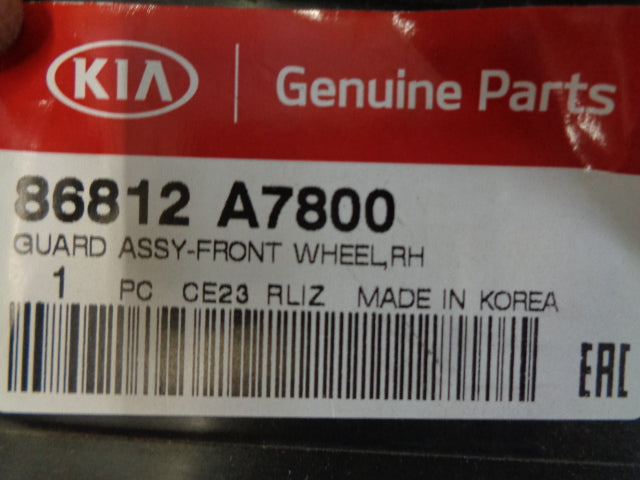 KIA Genuine Parts
86812 A7800
GUARD ASSY-FRONT WHEEL,RH
1 PC CE23 RLIZ MADE IN KOREA
EAC